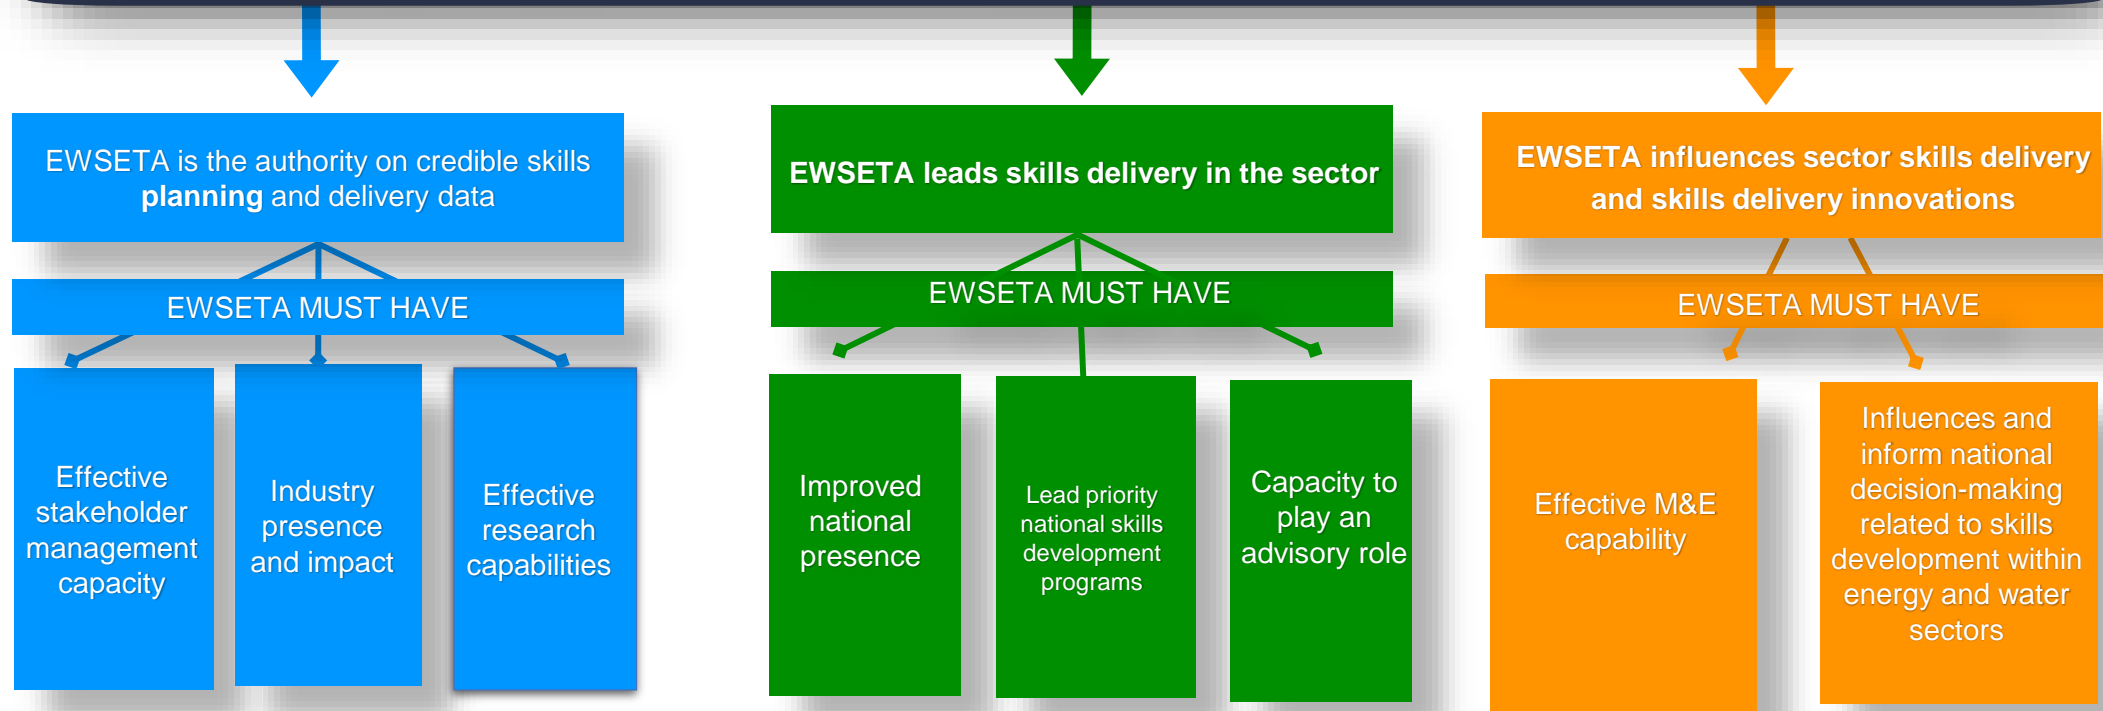 EWSETA is the authority on credible skills
planning and delivery data
EWSETA MUST HAVE
Effective
stakeholder
management
capacity
Industry
presence
and impact
Effective
research
capabilities
EWSETA leads skills delivery in the sector
EWSETA MUST HAVE
Improved
national
presence
Lead priority
national skills
development
programs
Capacity to
play an
advisory role
EWSETA influences sector skills delivery
and skills delivery innovations
EWSETA MUST HAVE
Effective M&E
capability
Influences and
inform national
decision-making
related to skills
development within
energy and water
sectors